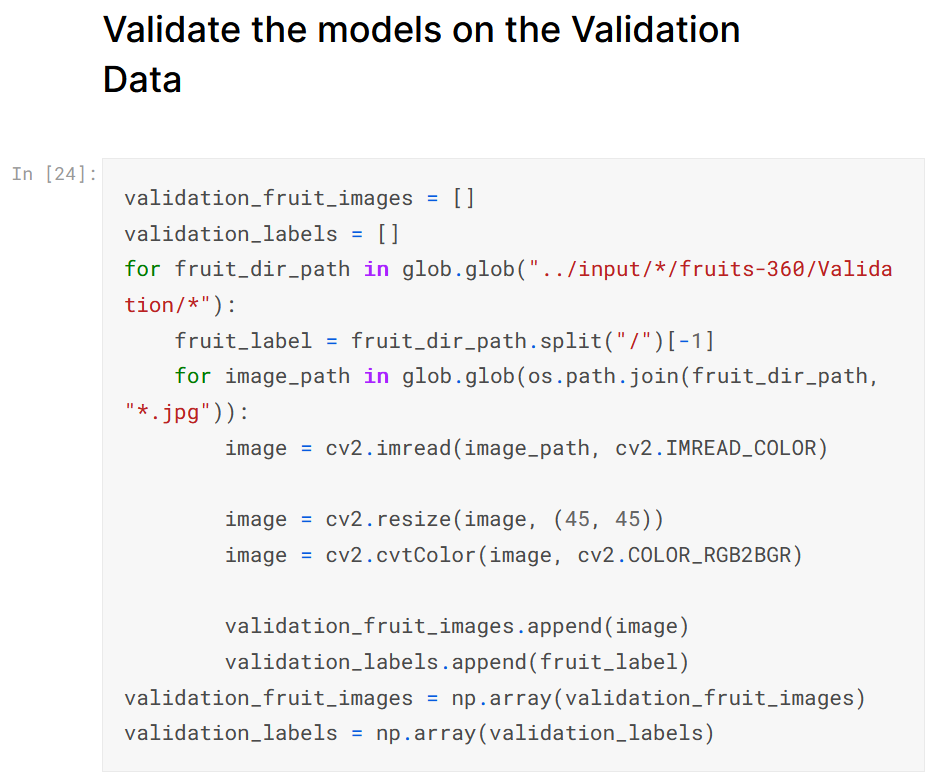 Validate the models on the Validation
Data
In [24]:
validation_fruit_images = []
validation_labels = []
for fruit_dir_path in glob.glob("../input/*/fruits-360/Valida
tion/*"):
    fruit_label = fruit_dir_path.split("/")[-1]
    for image_path in glob.glob(os.path.join(fruit_dir_path,
"*.jpg")):
        image = cv2.imread(image_path, cv2.IMREAD_COLOR)
        image = cv2.resize(image, (45, 45))
        image = cv2.cvtColor(image, cv2.COLOR_RGB2BGR)
        validation_fruit_images.append(image)
        validation_labels.append(fruit_label)
validation_fruit_images = np.array(validation_fruit_images)
validation_labels = np.array(validation_labels)